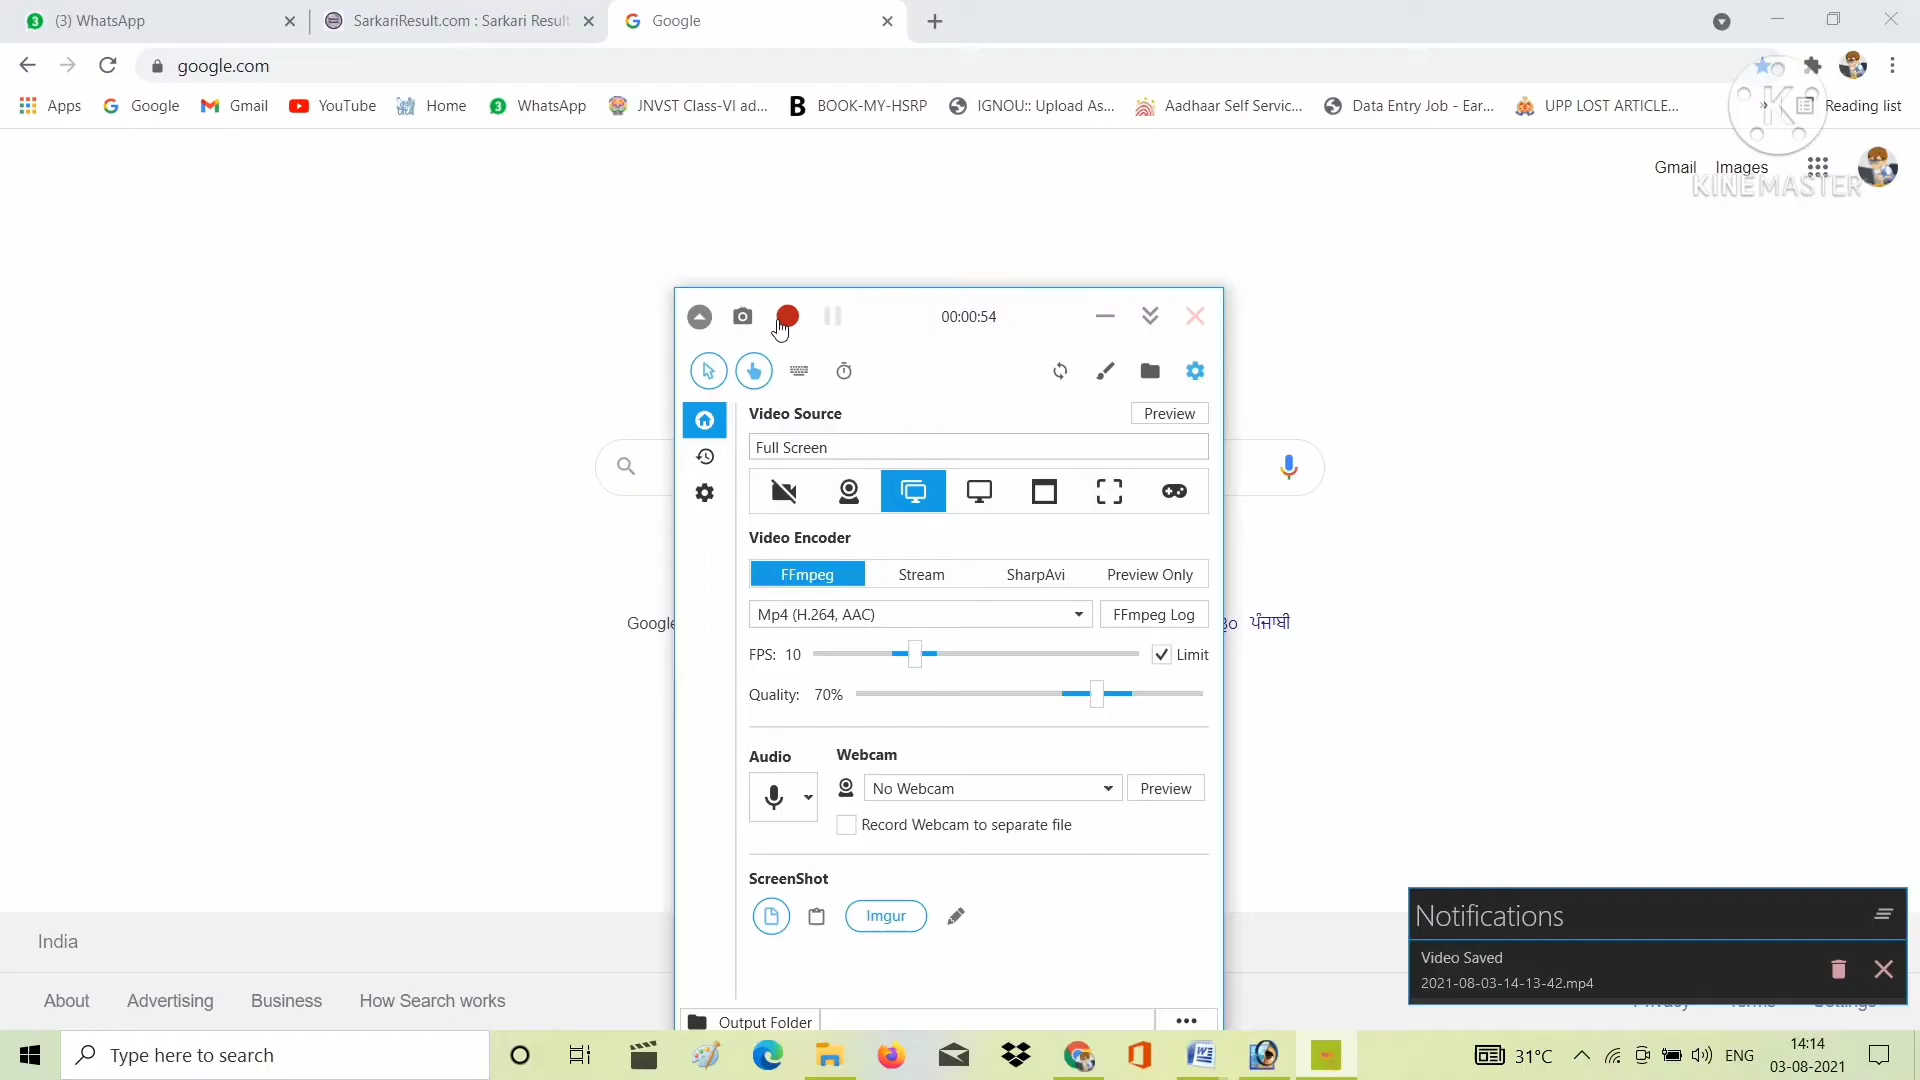 (3) WhatsApp
SarkariResult.com : Sarkari Result
Google
google.com
Apps
Google
Gmail
YouTube
Home
WhatsApp
JNVST Class-VI ad...
BOOK-MY-HSRP
IGNOU:: Upload As...
Aadhaar Self Servic...
Data Entry Job - Ear...
UPP LOST ARTICLE...
Reading list
Gmail
Images
K
KINEMASTER
00:00:54
Video Source
Preview
Full Screen
Video Encoder
FFmpeg
Stream
SharpAvi
Preview Only
Mp4 (H.264, AAC)
FFmpeg Log
Google
ਪੰਜਾਬੀ
FPS: 10
Limit
Quality: 70%
Audio
Webcam
No Webcam
Preview
Record Webcam to separate file
ScreenShot
Imgur
Output Folder
...
Notifications
Video Saved
2021-08-03-14-13-42.mp4
India
About
Advertising
Business
How Search works
Privacy
Terms
Settings
Type here to search
31°C
ENG
14:14
03-08-2021